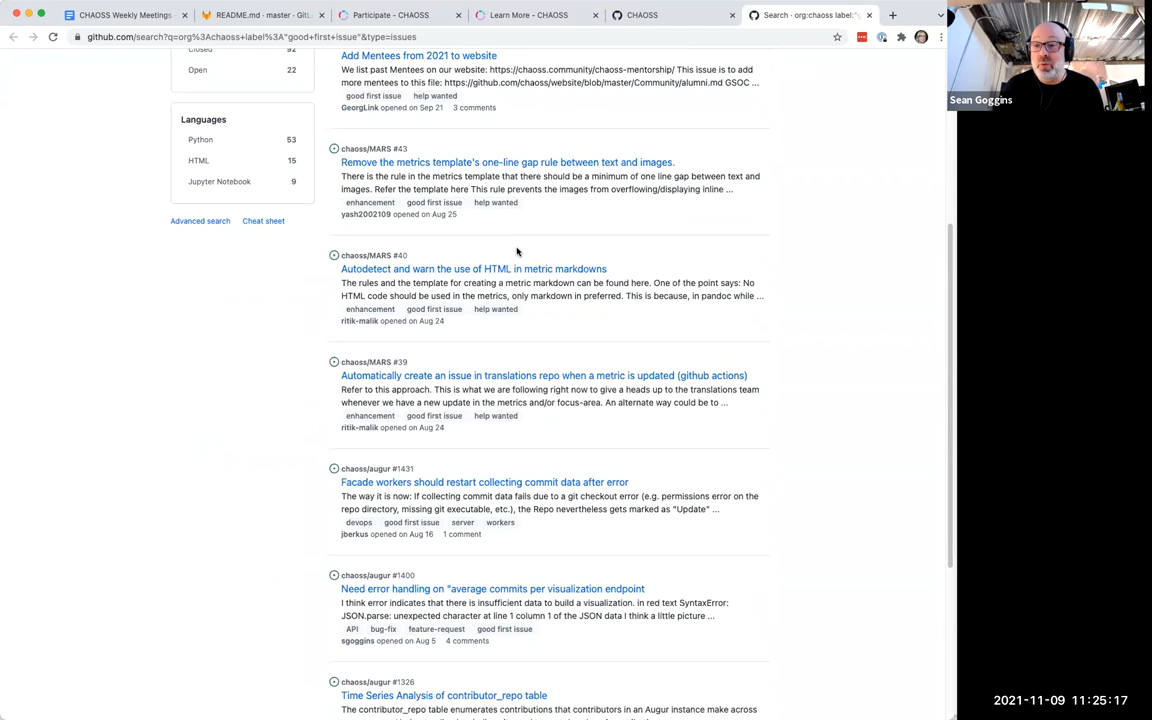 CHAOSS Weekly Meetings
README.md · master · GitL
Participate - CHAOSS
Learn More - CHAOSS
CHAOSS
Search · org:chaoss label:"g
github.com/search?q=org%3Achaoss+label%3A"good+first+issue"&type=issues
Closed 92
Open 22
Languages
Python 53
HTML 15
Jupyter Notebook 9
Advanced search Cheat sheet
Add Mentees from 2021 to website
We list past Mentees on our website: https://chaoss.community/chaoss-mentorship/ This issue is to add
more mentees to this file: https://github.com/chaoss/website/blob/master/Community/alumni.md GSOC ...
good first issue help wanted
GeorgLink opened on Sep 21 3 comments
chaoss/MARS #43
Remove the metrics template's one-line gap rule between text and images.
There is the rule in the metrics template that there should be a minimum of one line gap between text and
images. Refer the template here This rule prevents the images from overflowing/displaying inline ...
enhancement good first issue help wanted
yash2002109 opened on Aug 25
chaoss/MARS #40
Autodetect and warn the use of HTML in metric markdowns
The rules and the template for creating a metric markdown can be found here. One of the point says: No
HTML code should be used in the metrics, only markdown in preferred. This is because, in pandoc while ...
enhancement good first issue help wanted
ritik-malik opened on Aug 24
chaoss/MARS #39
Automatically create an issue in translations repo when a metric is updated (github actions)
Refer to this approach. This is what we are following right now to give a heads up to the translations team
whenever we have a new update in the metrics and/or focus-area. An alternate way could be to ...
enhancement good first issue help wanted
ritik-malik opened on Aug 24
chaoss/augur #1431
Facade workers should restart collecting commit data after error
The way it is now: If collecting commit data fails due to a git checkout error (e.g. permissions error on the
repo directory, missing git executable, etc.), the Repo nevertheless gets marked as "Update" ...
devops good first issue server workers
jberkus opened on Aug 16 1 comment
chaoss/augur #1400
Need error handling on "average commits per visualization endpoint
I think error indicates that there is insufficient data to build a visualization. in red text SyntaxError:
JSON.parse: unexpected character at line 1 column 1 of the JSON data I think a little picture ...
API bug-fix feature-request good first issue
sgoggins opened on Aug 5 4 comments
chaoss/augur #1326
Time Series Analysis of contributor_repo table
The contributor_repo table enumerates contributions that contributors in an Augur instance make across
Sean Goggins
2021-11-09 11:25:17